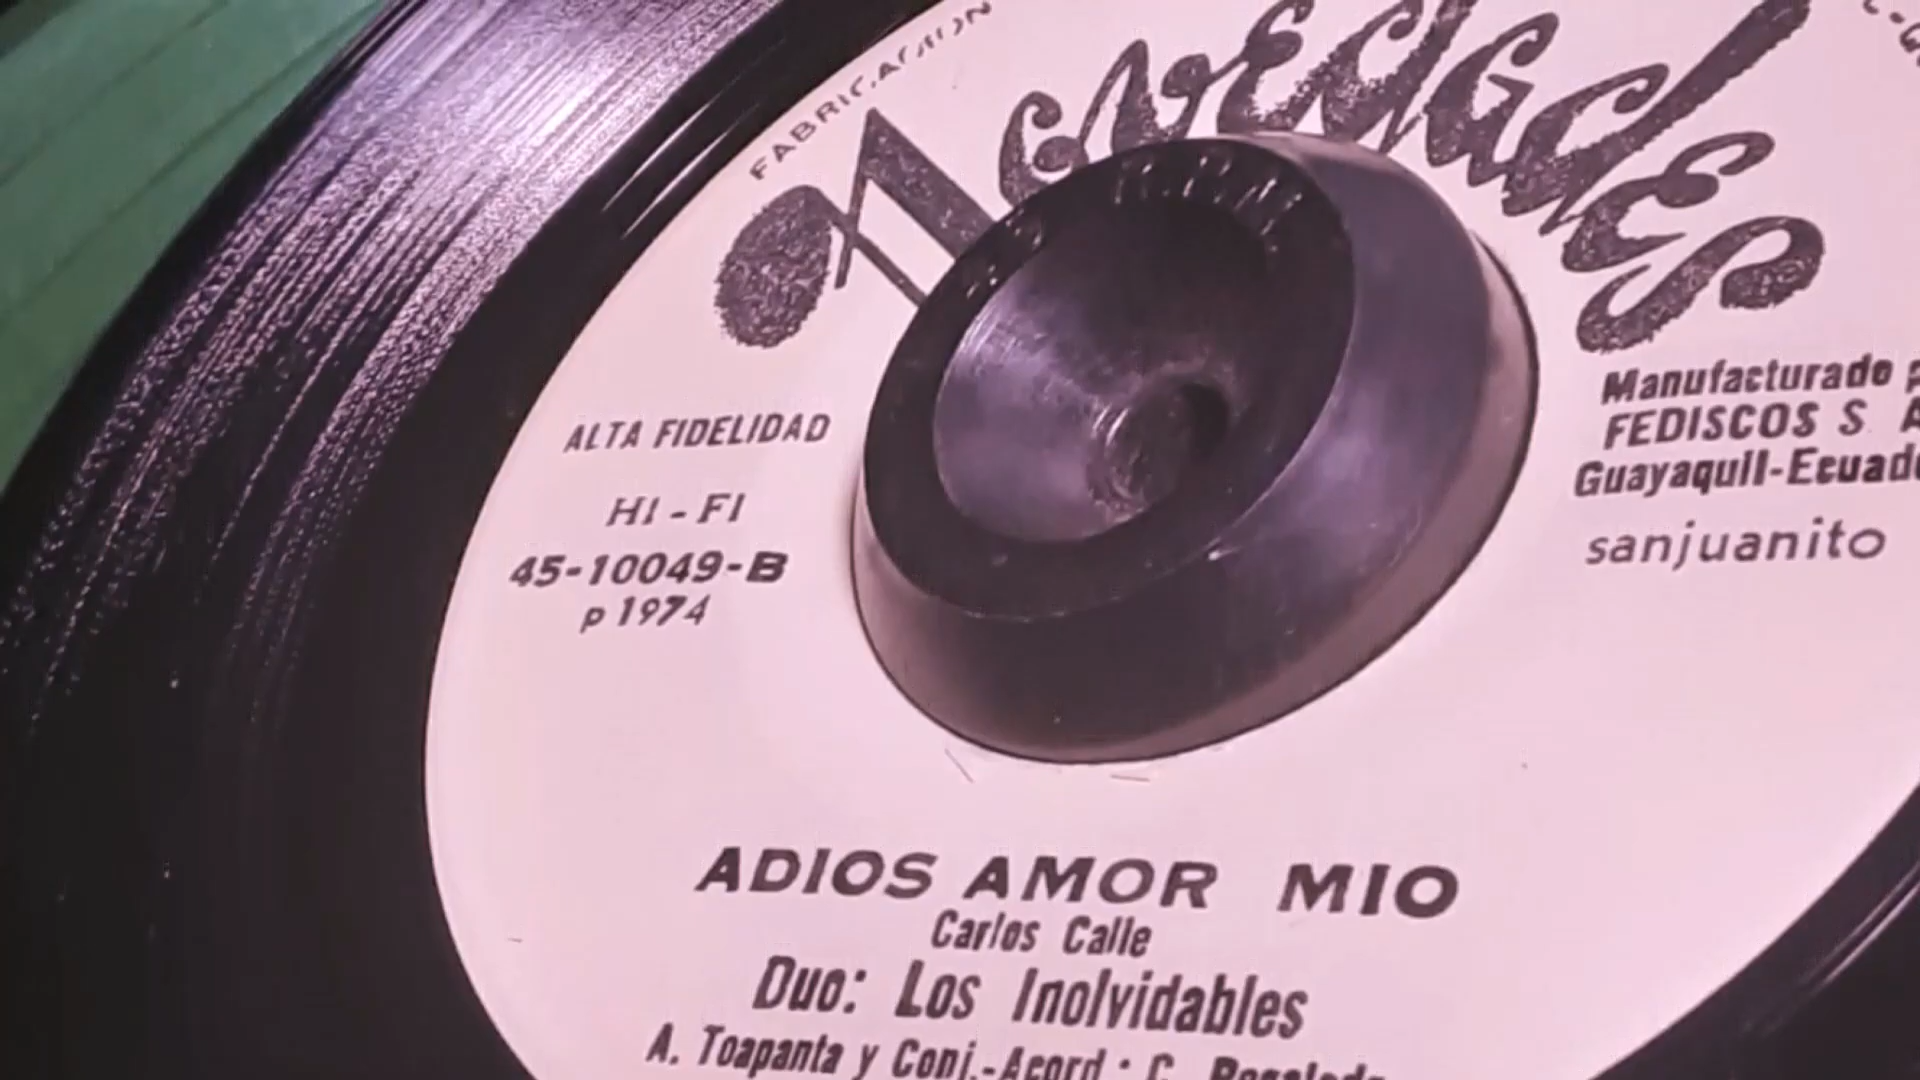 FABRICACION
Novedades
R.P.M.
ALTA FIDELIDAD
HI-FI
45-10049-B
p 1974
Manufacturado
FEDISCOS S. A
Guayaquil-Ecuad
sanjuanito
ADIOS AMOR MIO
Carlos Calle
Duo: Los Inolvidables
A. Toapanta y Conj.-Acord.: C.